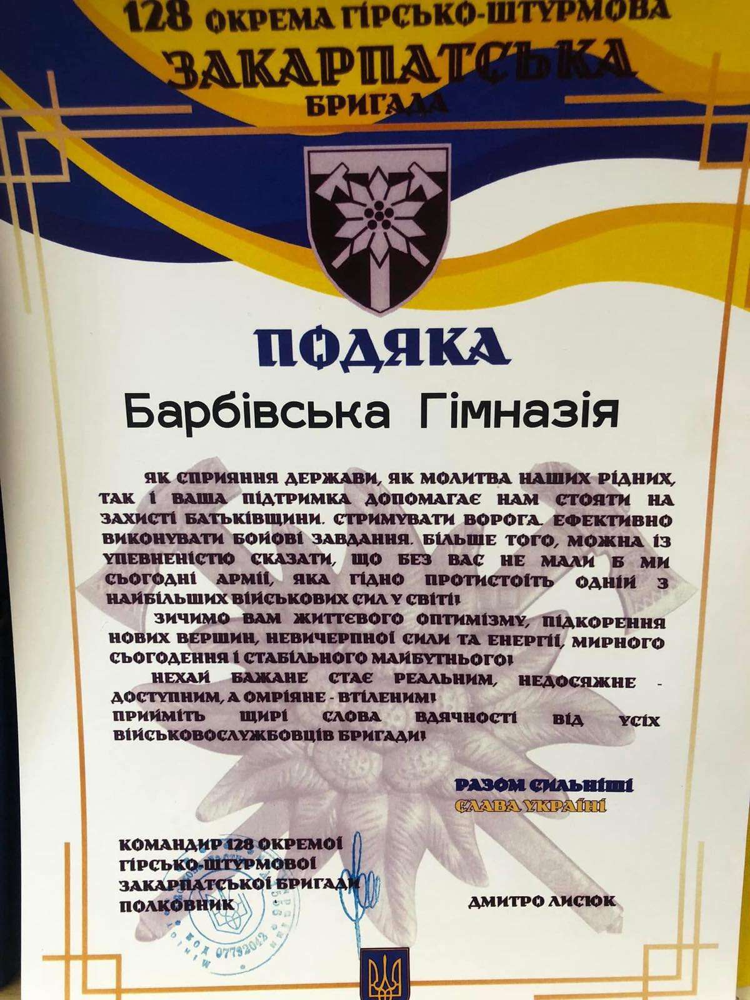 128 ОКРЕМА ГІРСЬКО-ШТУРМОВА
ЗАКАРПАТСЬКА
БРИГАДА
ПОДЯКА
Барбівська Гімназія
ЯК СПРИЯННЯ ДЕРЖАВИ, ЯК МОЛИТВА НАШИХ РІДНИХ,
ТАК І ВАША ПІДТРИМКА ДОПОМАГАЄ НАМ СТОЯТИ НА
ЗАХИСТІ БАТЬКІВЩИНИ. СТРИМУВАТИ ВОРОГА. ЕФЕКТИВНО
ВИКОНУВАТИ БОЙОВІ ЗАВДАННЯ. БІЛЬШЕ ТОГО, МОЖНА ІЗ
УПЕВНЕНІСТЮ СКАЗАТИ, ЩО БЕЗ ВАС НЕ МАЛИ Б МИ
СЬОГОДНІ АРМІЇ, ЯКА ГІДНО ПРОТИСТОЇТЬ ОДНІЙ З
НАЙБІЛЬШИХ ВІЙСЬКОВИХ СИЛ У СВІТІ!
ЗИЧИМО ВАМ ЖИТТЄВОГО ОПТИМІЗМУ, ПІДКОРЕННЯ
НОВИХ ВЕРШИН, НЕВИЧЕРПНОЇ СИЛИ ТА ЕНЕРГІЇ, МИРНОГО
СЬОГОДЕННЯ І СТАБІЛЬНОГО МАЙБУТНЬОГО!
НЕХАЙ БАЖАНЕ СТАЄ РЕАЛЬНИМ, НЕДОСЯЖНЕ -
ДОСТУПНИМ, А ОМРІЯНЕ - ВТІЛЕНИМ!
ПРИЙМІТЬ ЩИРІ СЛОВА ВДЯЧНОСТІ ВІД УСІХ
ВІЙСЬКОВОСЛУЖБОВЦІВ БРИГАДИ!
РАЗОМ СИЛЬНІШІ
СЛАВА УКРАЇНІ
КОМАНДИР 128 ОКРЕМОЇ
ГІРСЬКО-ШТУРМОВОЇ
ЗАКАРПАТСЬКОЇ БРИГАДИ
ПОЛКОВНИК
ДМИТРО ЛИСЮК
КОД 07792042